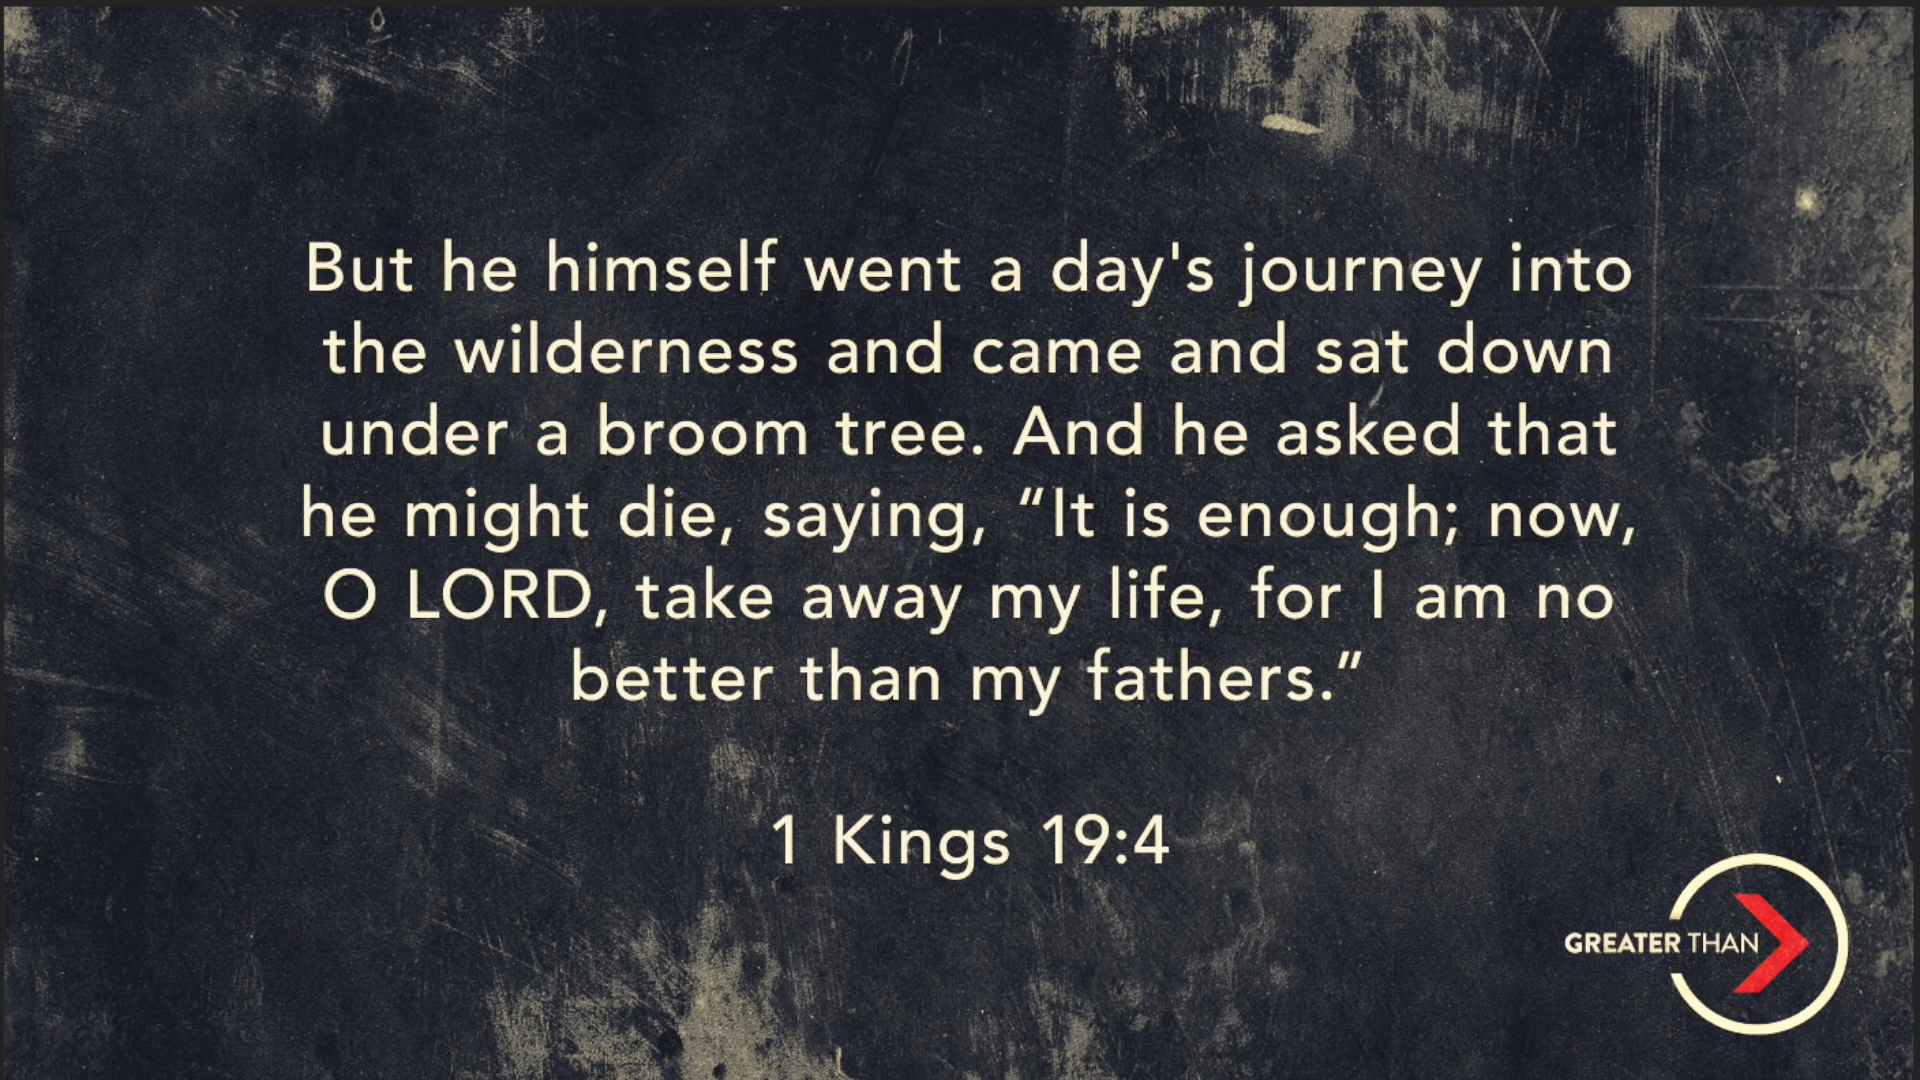 But he himself went a day's journey into
the wilderness and came and sat down
under a broom tree. And he asked that
he might die, saying, “It is enough; now,
O LORD, take away my life, for I am no
better than my fathers.”
1 Kings 19:4
GREATER THAN